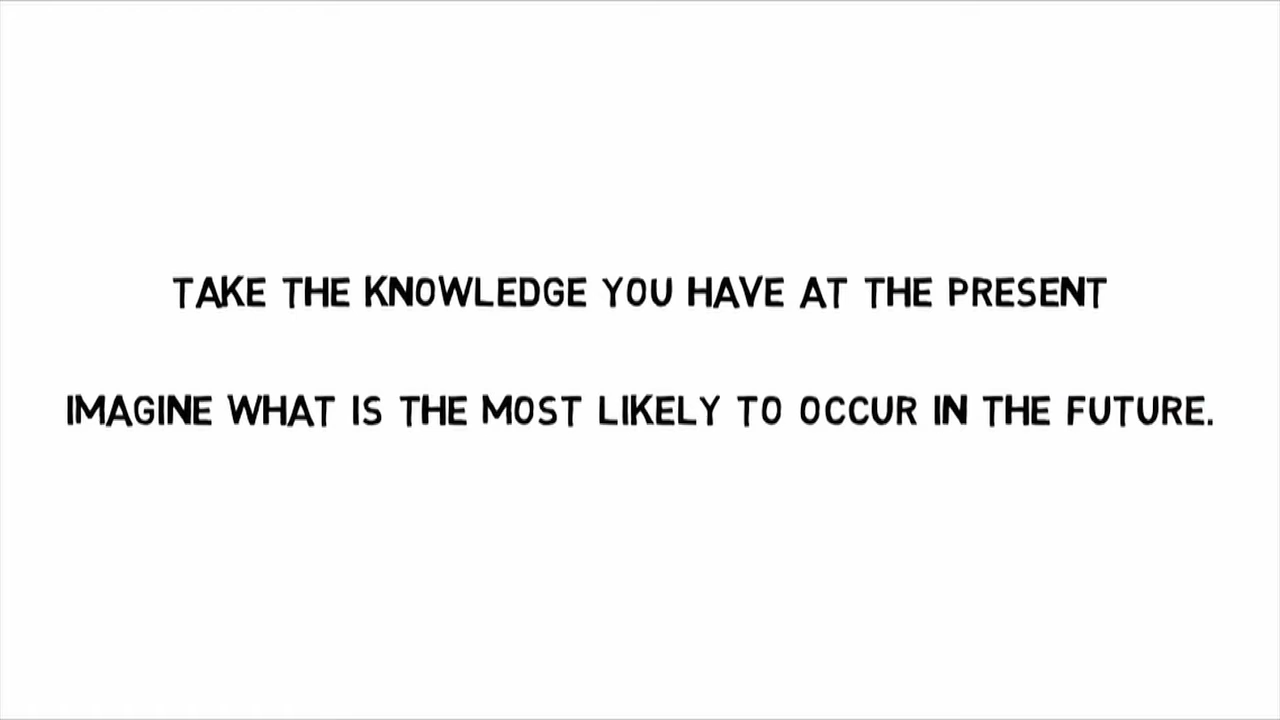 TAKE THE KNOWLEDGE YOU HAVE AT THE PRESENT
IMAGINE WHAT IS THE MOST LIKELY TO OCCUR IN THE FUTURE.